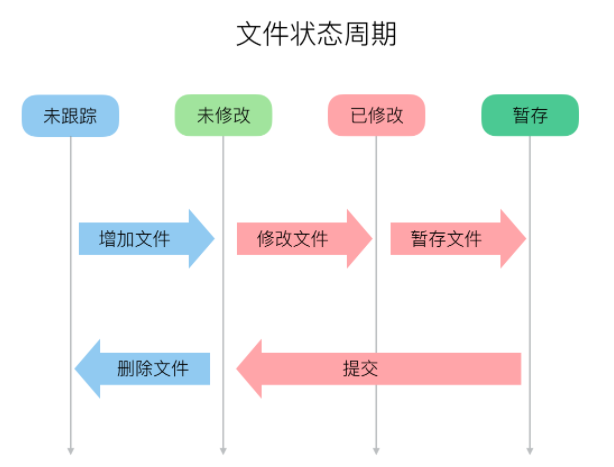 文件状态周期
未跟踪
未修改
已修改
暂存
增加文件
修改文件
暂存文件
删除文件
提交